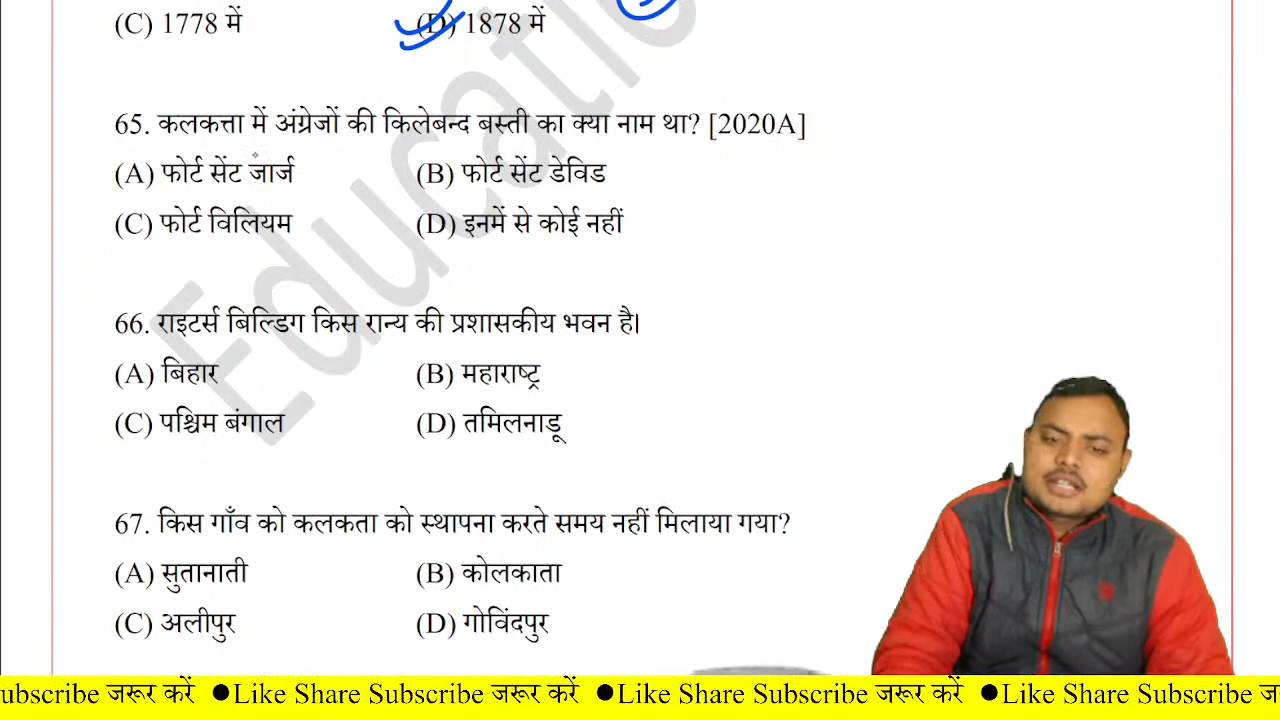 (C) 1778 में (D) 1878 में
65. कलकत्ता में अंग्रेजों की किलेबन्द बस्ती का क्या नाम था? [2020A]
(A) फोर्ट सेंट जार्ज (B) फोर्ट सेंट डेविड
(C) फोर्ट विलियम (D) इनमें से कोई नहीं
66. राइटर्स बिल्डिग किस रान्य की प्रशासकीय भवन है।
(A) बिहार (B) महाराष्ट्र
(C) पश्चिम बंगाल (D) तमिलनाडू
67. किस गाँव को कलकता को स्थापना करते समय नहीं मिलाया गया?
(A) सुतानाती (B) कोलकाता
(C) अलीपुर (D) गोविंदपुर
ubscribe जरूर करें ●Like Share Subscribe जरूर करें ●Like Share Subscribe जरूर करें ●Like Share Subscribe ज